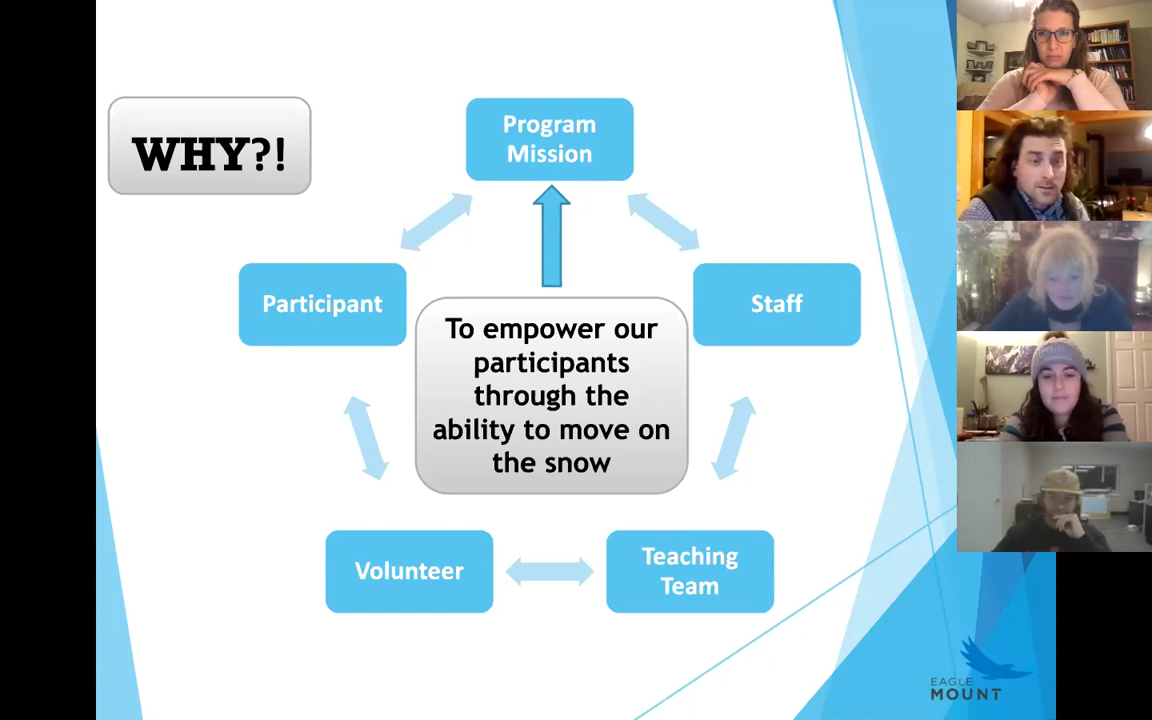 WHY?!
Program
Mission
Participant
Staff
To empower our
participants
through the
ability to move on
the snow
Volunteer
Teaching
Team
EAGLE
MOUNT